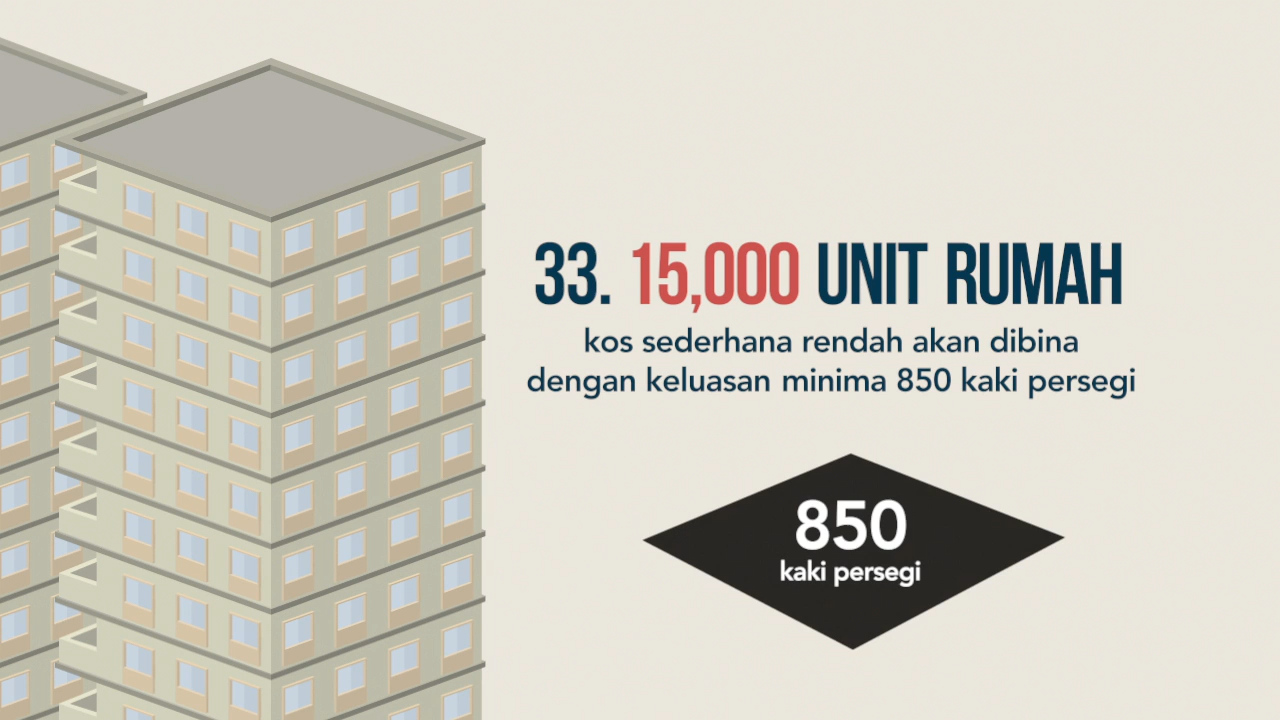 33. 15,000 UNIT RUMAH
kos sederhana rendah akan dibina
dengan keluasan minima 850 kaki persegi
850
kaki persegi